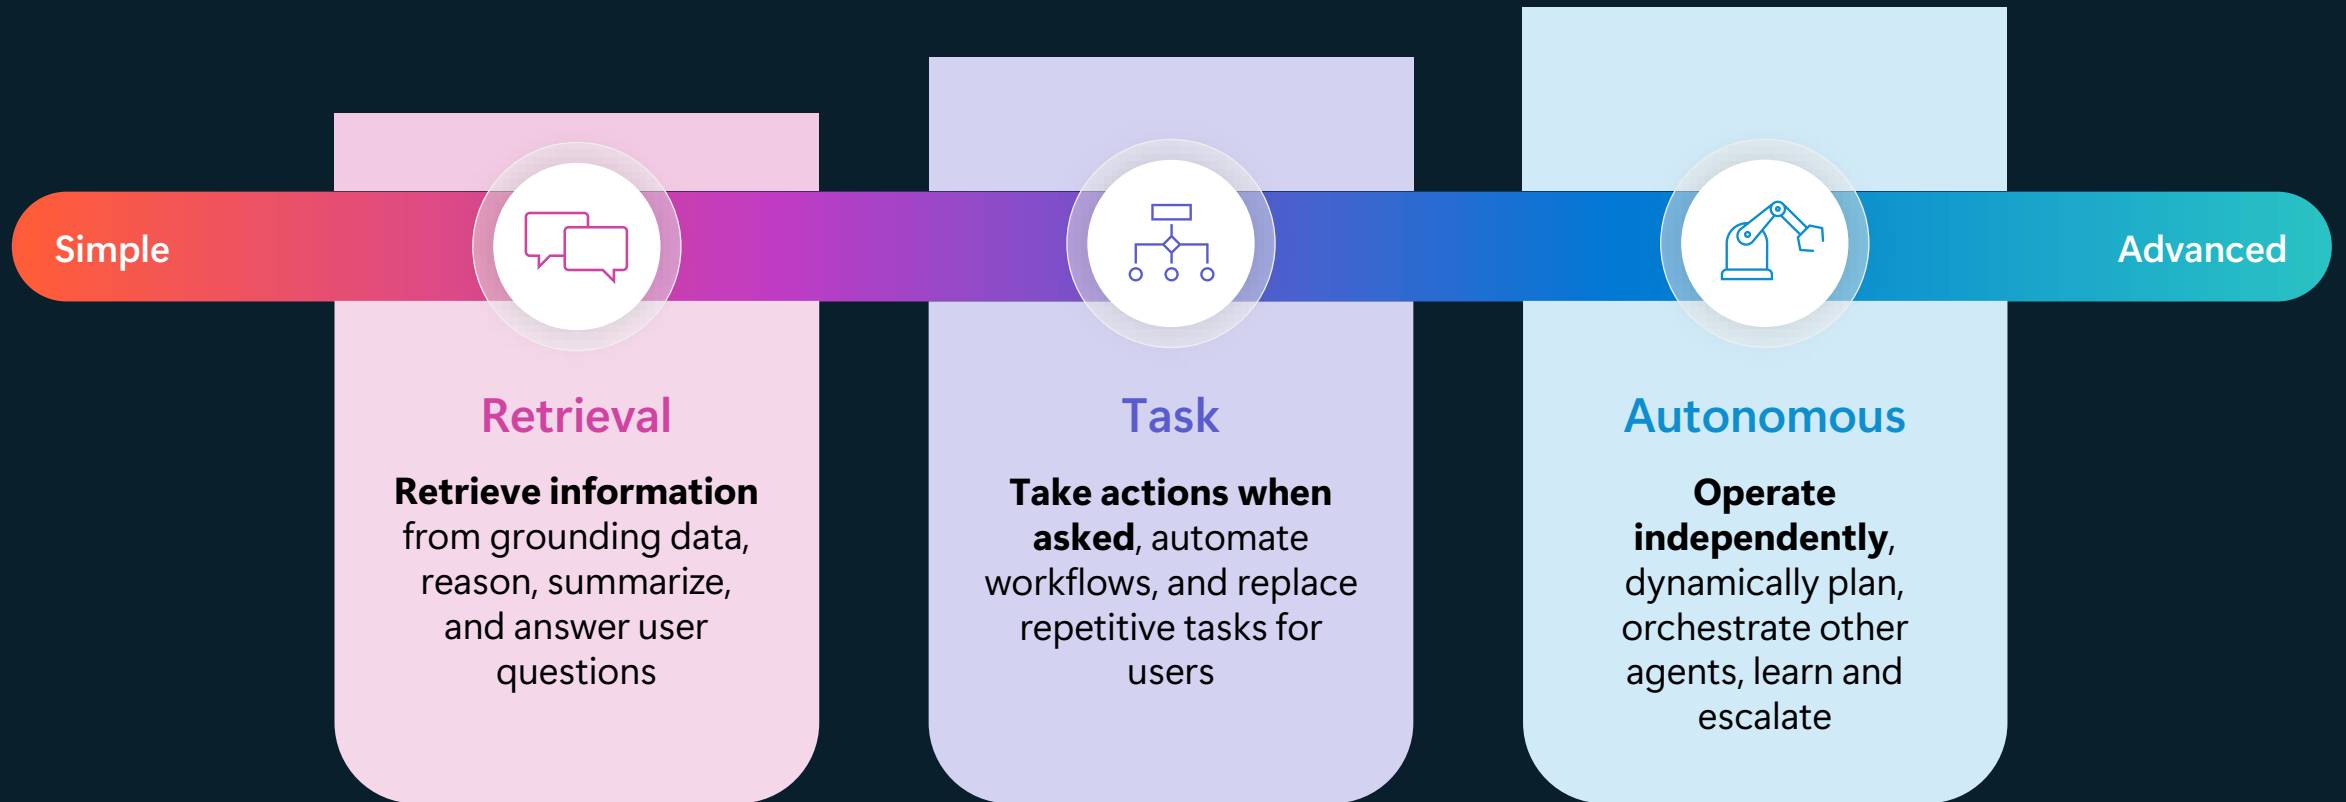 Simple
Advanced
Retrieval
Retrieve information
from grounding data,
reason, summarize,
and answer user
questions
Task
Take actions when
asked, automate
workflows, and replace
repetitive tasks for
users
Autonomous
Operate
independently,
dynamically plan,
orchestrate other
agents, learn and
escalate